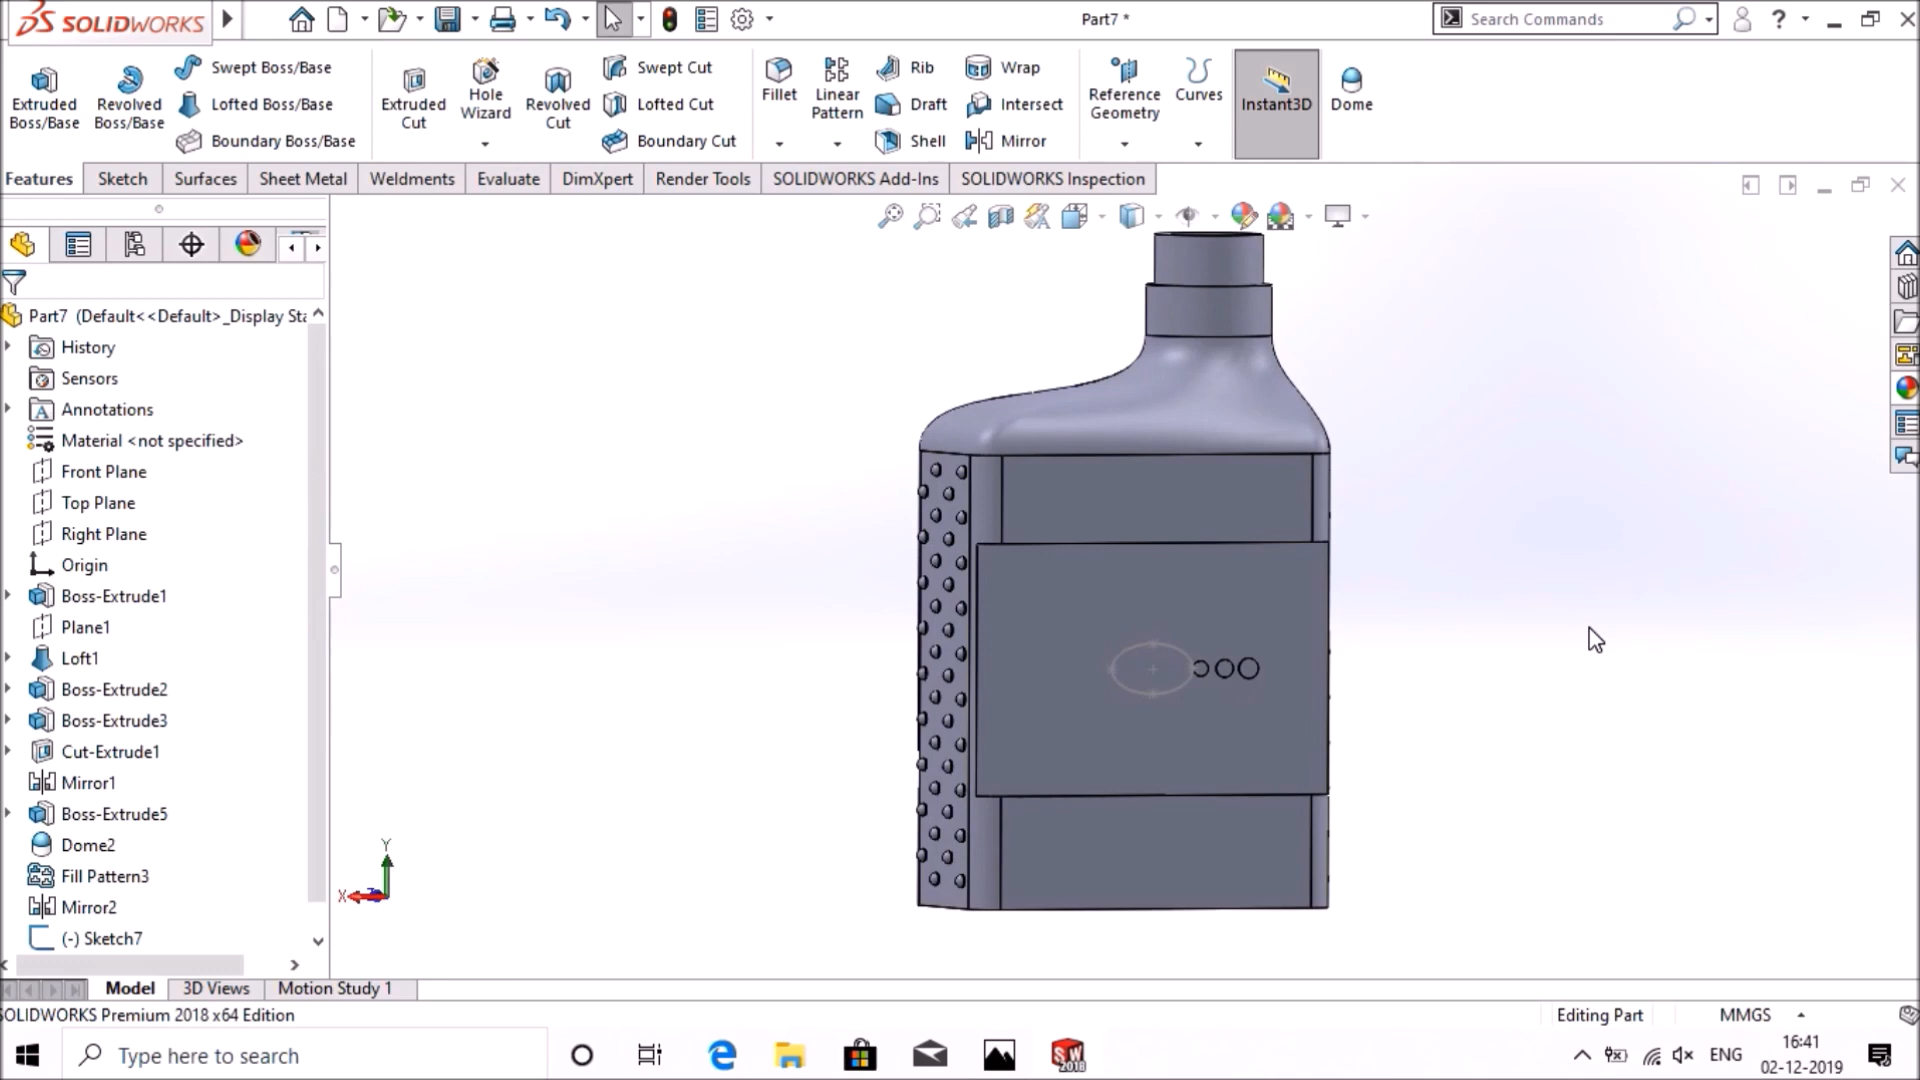 SOLIDWORKS
Part7 *
Search Commands
?
Extruded Boss/Base
Revolved Boss/Base
Swept Boss/Base
Lofted Boss/Base
Boundary Boss/Base
Extruded Cut
Hole Wizard
Revolved Cut
Swept Cut
Lofted Cut
Boundary Cut
Fillet
Linear Pattern
Rib
Draft
Shell
Wrap
Intersect
Mirror
Reference Geometry
Curves
Instant3D
Dome
Features
Sketch
Surfaces
Sheet Metal
Weldments
Evaluate
DimXpert
Render Tools
SOLIDWORKS Add-Ins
SOLIDWORKS Inspection
Part7 (Default<<Default>_Display Sta
History
Sensors
Annotations
Material <not specified>
Front Plane
Top Plane
Right Plane
Origin
Boss-Extrude1
Plane1
Loft1
Boss-Extrude2
Boss-Extrude3
Cut-Extrude1
Mirror1
Boss-Extrude5
Dome2
Fill Pattern3
Mirror2
(-) Sketch7
Y
X
Model
3D Views
Motion Study 1
SOLIDWORKS Premium 2018 x64 Edition
Editing Part
MMGS
Type here to search
SW
2018
ENG
16:41
02-12-2019